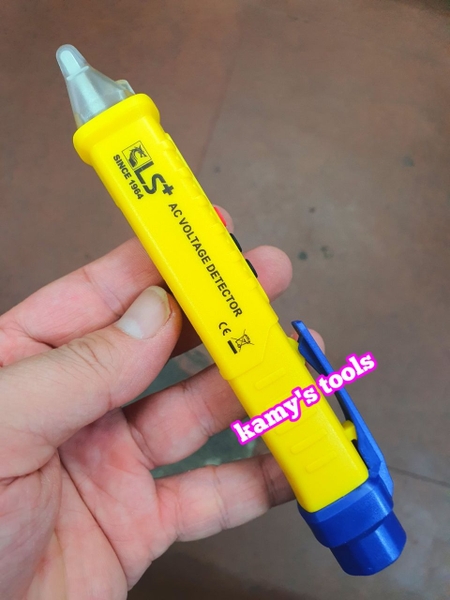 LS+
SINCE 1964
AC VOLTAGE DETECTOR
CE
kamy's tools